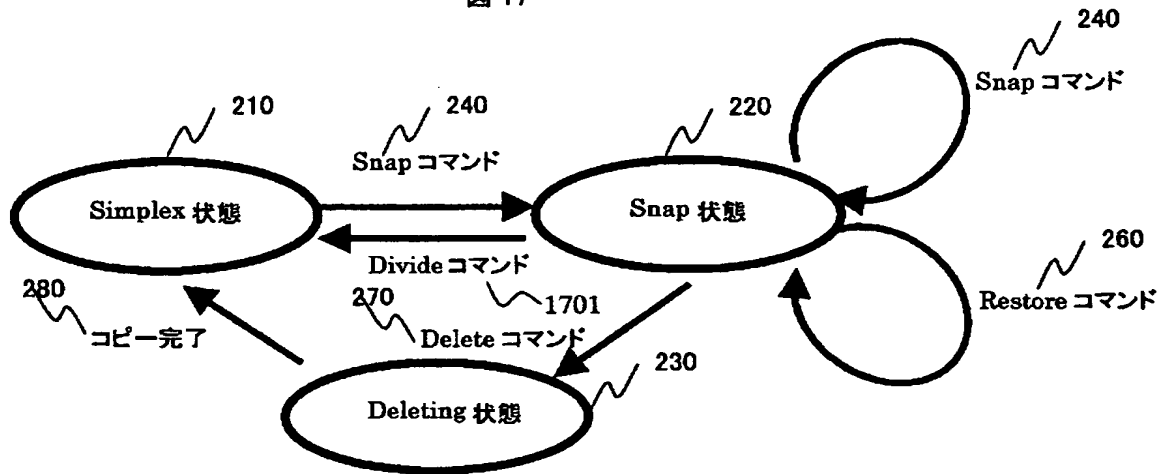 図 17
240
Snap コマンド
210
240
220
Snap コマンド
Simplex 状態
Snap 状態
Divide コマンド
260
Restore コマンド
280
270
1701
コピー完了
Delete コマンド
230
Deleting 状態